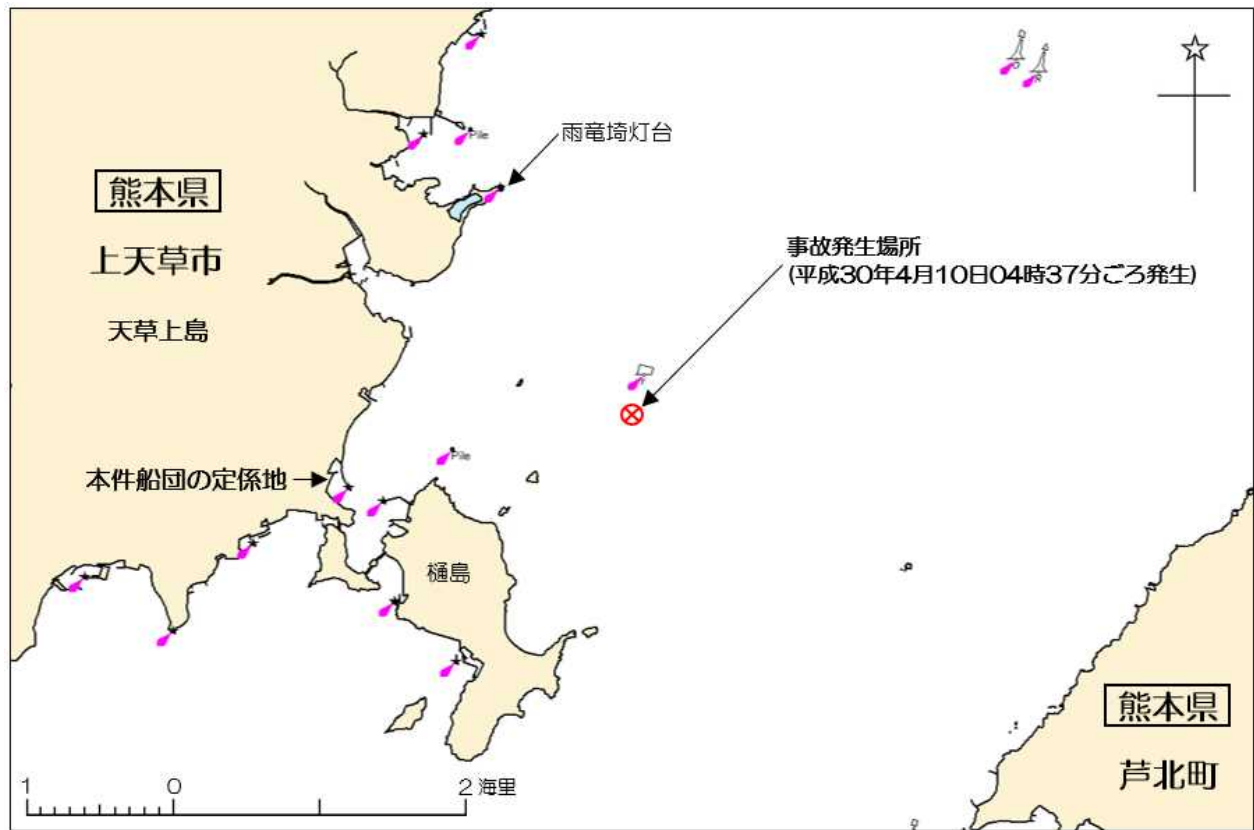 Pile
雨竜埼灯台
熊本県
上天草市
事故発生場所
(平成30年4月10日04時37分ごろ発生)
天草上島
Pile
本件船団の定係地
樋島
熊本県
芦北町
1 0 2海里